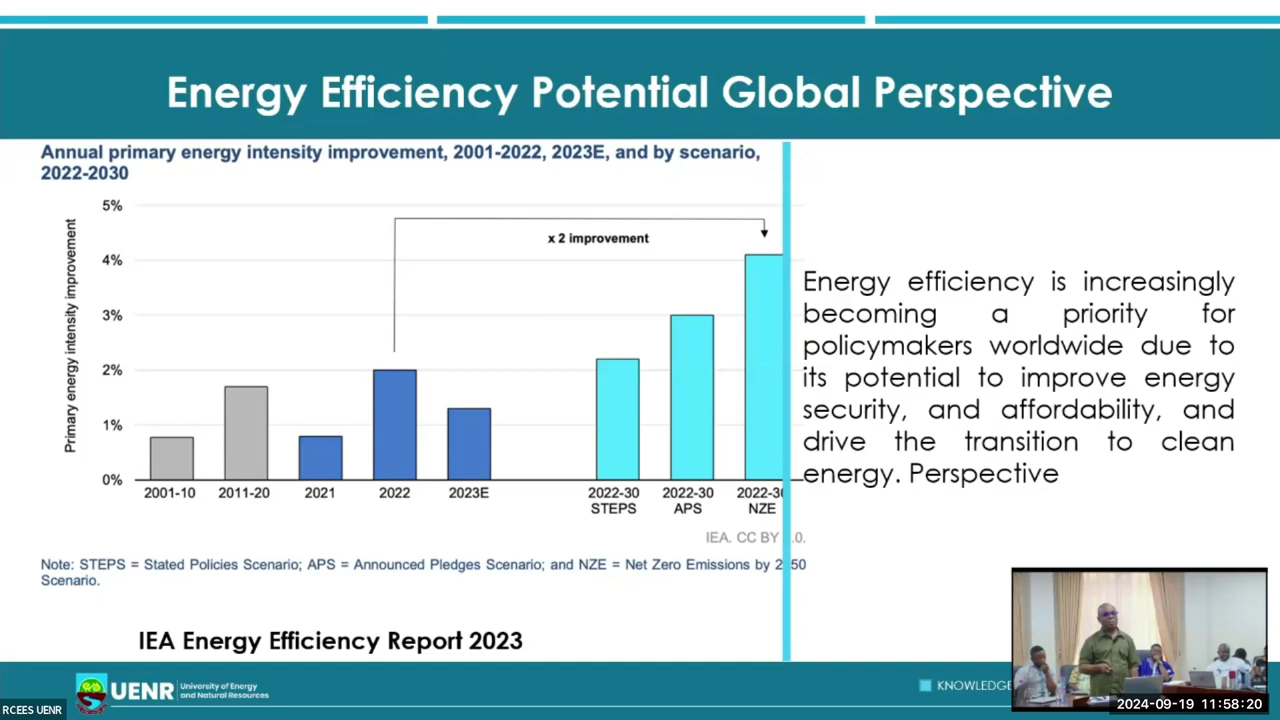 Energy Efficiency Potential Global Perspective
Annual primary energy intensity improvement, 2001-2022, 2023E, and by scenario,
2022-2030
Primary energy intensity improvement
5%
4%
3%
2%
1%
0%
x 2 improvement
2001-10
2011-20
2021
2022
2023E
2022-30
STEPS
2022-30
APS
2022-30
NZE
IEA. CC BY .0.
Note: STEPS = Stated Policies Scenario; APS = Announced Pledges Scenario; and NZE = Net Zero Emissions by 2050
Scenario.
IEA Energy Efficiency Report 2023
Energy efficiency is increasingly
becoming a priority for
policymakers worldwide due to
its potential to improve energy
security, and affordability, and
drive the transition to clean
energy. Perspective
UENR
University of Energy
and Natural Resources
KNOWLEDGE
RCEES UENR
2024-09-19 11:58:20